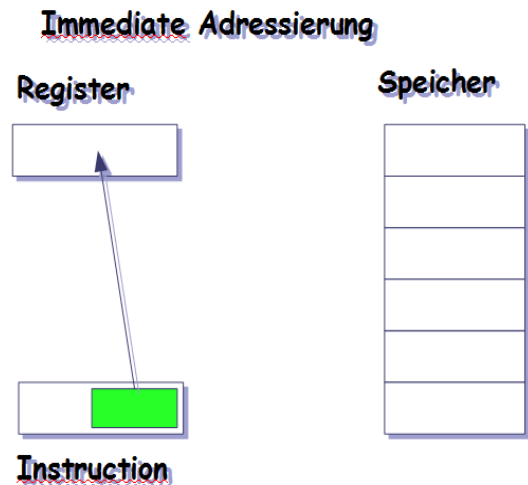 Immediate Adressierung
Register
Speicher
Instruction